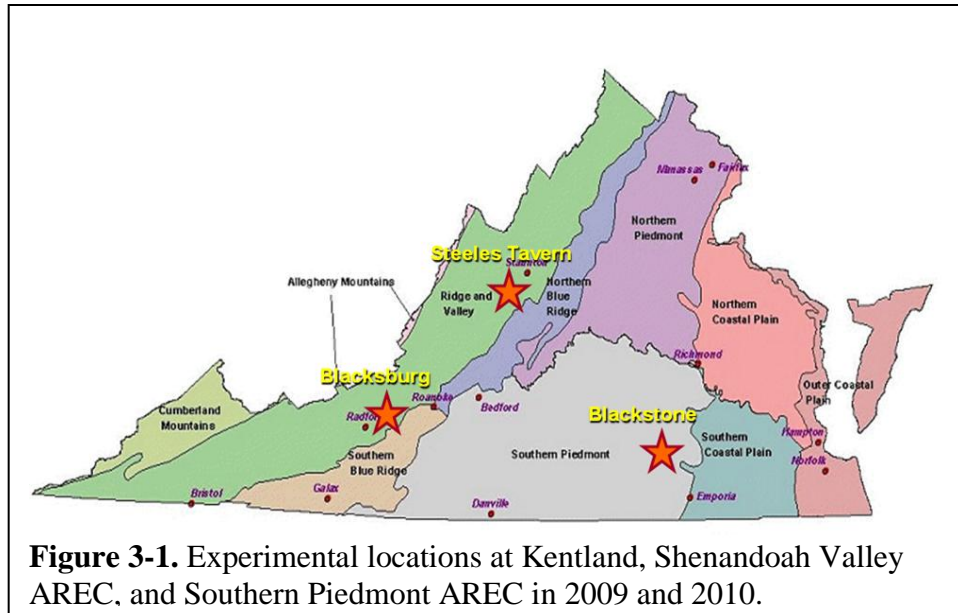 Manassas
Fairfax
Northern
Piedmont
Steeles Tavern
Staunton
Allegheny Mountains
Ridge and
Valley
Northern
Blue
Ridge
Northern
Coastal Plain
Richmond
Blacksburg
Outer Coastal
Plain
Cumberland
Mountains
Radford
Roanoke
Bedford
Blackstone
Southern
Blue Ridge
Southern Piedmont
Southern
Coastal Plain
Hampton
Norfolk
Bristol
Galax
Danville
Emporia
Figure 3-1. Experimental locations at Kentland, Shenandoah Valley
AREC, and Southern Piedmont AREC in 2009 and 2010.